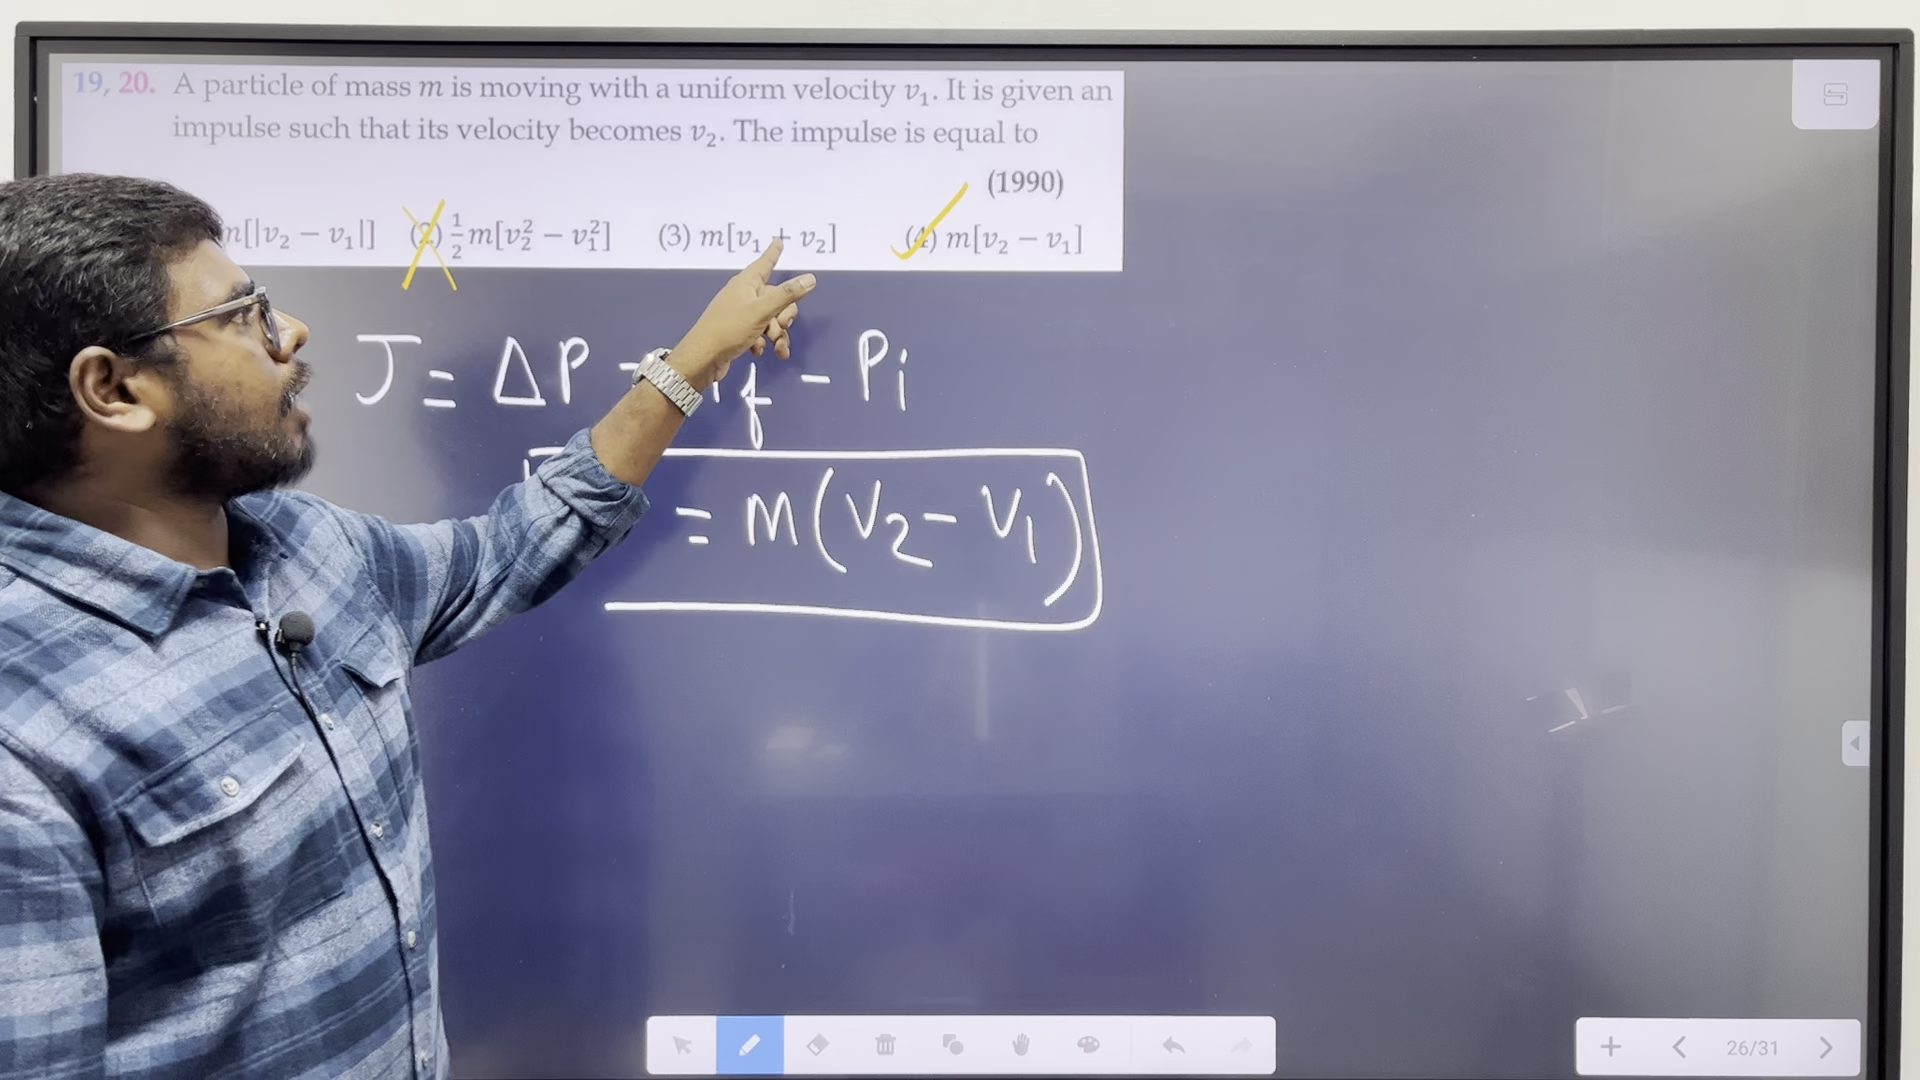 19, 20. A particle of mass m is moving with a uniform velocity v₁. It is given an
impulse such that its velocity becomes v₂. The impulse is equal to
(1990)
m[|v₂ − v₁|] (2) ½m[v₂² − v₁²] (3) m[v₁ + v₂] (4) m[v₂ − v₁]
J = ΔP f − Pi
= m(V₂ − V₁)
26/31